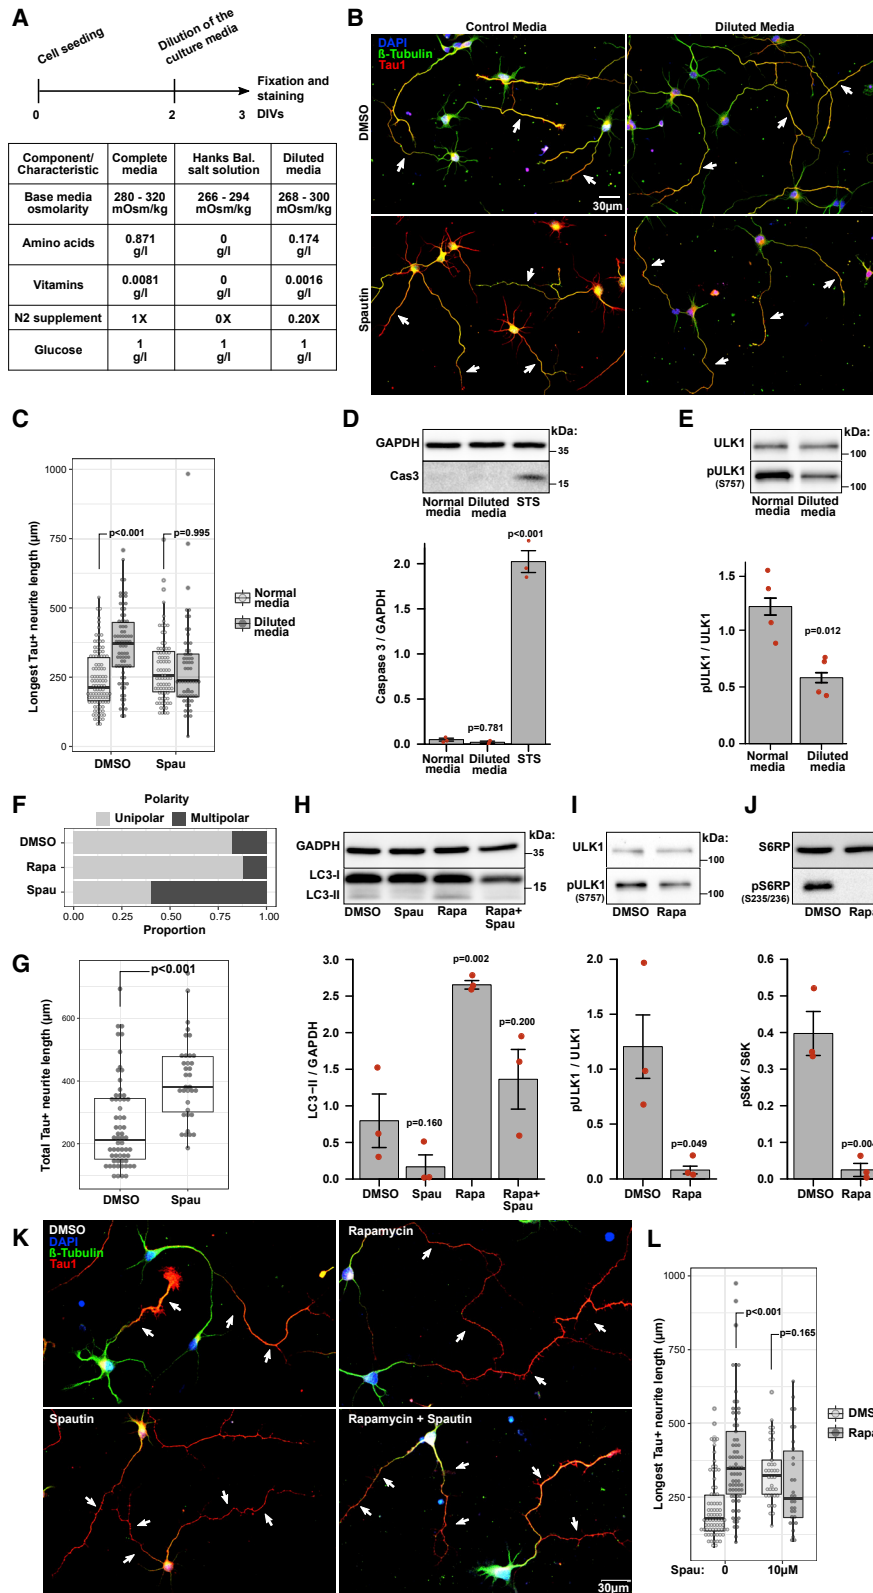 A
Cell seeding
Dilution of the
culture media
Fixation and
staining
0
2
3
DIVs
Component/
Characteristic
Complete
media
Hanks Bal.
salt solution
Diluted
media
Base media
osmolarity
280 - 320
mOsm/kg
266 - 294
mOsm/kg
268 - 300
mOsm/kg
Amino acids
0.871
g/l
0
g/l
0.174
g/l
Vitamins
0.0081
g/l
0
g/l
0.0016
g/l
N2 supplement
1X
0X
0.20X
Glucose
1
g/l
1
g/l
1
g/l
B
Control Media
Diluted Media
DAPI
ß-Tubulin
Tau1
DMSO
Spautin
30µm
C
Longest Tau+ neurite length (µm)
1000
750
500
250
0
p<0.001
p=0.995
DMSO
Spau
Normal
media
Diluted
media
D
kDa:
GAPDH
35
Cas3
15
Normal
media
Diluted
media
STS
p<0.001
Caspase 3 / GAPDH
2.0
1.5
1.0
0.5
0.0
p=0.781
Normal
media
Diluted
media
STS
E
kDa:
ULK1
100
pULK1
(S757)
100
Normal
media
Diluted
media
pULK1 / ULK1
1.5
1.0
0.5
0
p=0.012
Normal
media
Diluted
media
F
Polarity
Unipolar
Multipolar
DMSO
Rapa
Spau
0.00
0.25
0.50
0.75
1.00
Proportion
G
Total Tau+ neurite length (µm)
600
400
200
p<0.001
DMSO
Spau
H
kDa:
GADPH
35
LC3-I
15
LC3-II
DMSO
Spau
Rapa
Rapa+
Spau
LC3-II / GAPDH
3.0
2.5
2.0
1.5
1.0
0.5
0.0
p=0.160
p=0.002
p=0.200
DMSO
Spau
Rapa
Rapa+
Spau
I
kDa:
ULK1
100
pULK1
(S757)
100
DMSO
Rapa
pULK1 / ULK1
2.0
1.5
1.0
0.5
0.0
p=0.049
DMSO
Rapa
J
S6RP
pS6RP
(S235/236)
DMSO
Rapa
pS6K / S6K
0.5
0.4
0.3
0.2
0.1
0.0
p=0.004
DMSO
Rapa
K
DMSO
DAPI
ß-Tubulin
Tau1
Rapamycin
Spautin
Rapamycin + Spautin
30µm
L
Longest Tau+ neurite length (µm)
1000
750
500
250
p<0.001
p=0.165
DMS
Rapa
Spau:
0
10µM